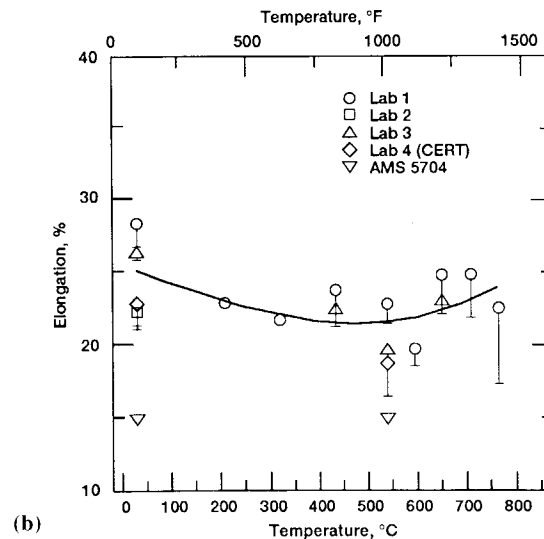 Temperature, °F
0 500 1000 1500
40
Lab 1
Lab 2
Lab 3
Lab 4 (CERT)
AMS 5704
30
Elongation, %
20
10
0 100 200 300 400 500 600 700 800
(b)
Temperature, °C